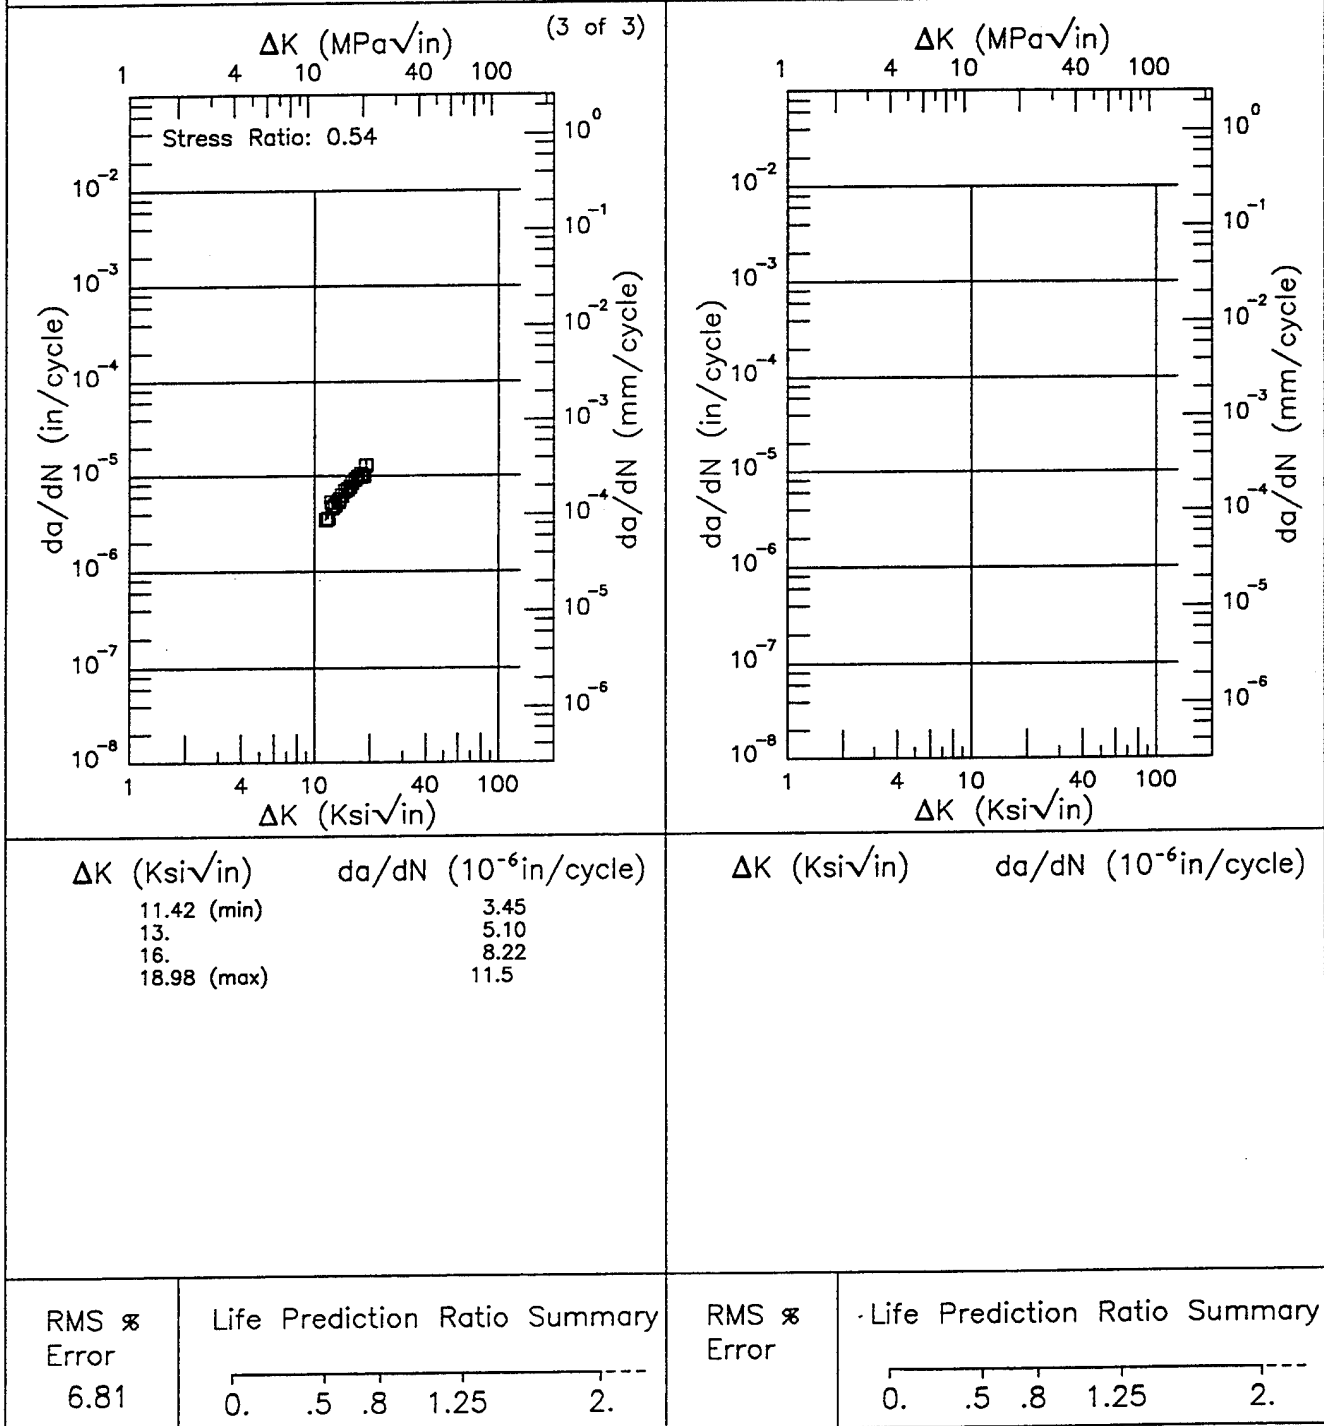 (3 of 3)
ΔK (MPa√in)
1 4 10 40 100
Stress Ratio: 0.54
10⁻²
10⁻³
10⁻⁴
10⁻⁵
10⁻⁶
10⁻⁷
10⁻⁸
da/dN (in/cycle)
10⁰
10⁻¹
10⁻²
10⁻³
10⁻⁴
10⁻⁵
10⁻⁶
da/dN (mm/cycle)
1 4 10 40 100
ΔK (Ksi√in)
ΔK (MPa√in)
1 4 10 40 100
10⁻²
10⁻³
10⁻⁴
10⁻⁵
10⁻⁶
10⁻⁷
10⁻⁸
da/dN (in/cycle)
10⁰
10⁻¹
10⁻²
10⁻³
10⁻⁴
10⁻⁵
10⁻⁶
da/dN (mm/cycle)
1 4 10 40 100
ΔK (Ksi√in)
ΔK (Ksi√in) da/dN (10⁻⁶in/cycle)
11.42 (min) 3.45
13. 5.10
16. 8.22
18.98 (max) 11.5
ΔK (Ksi√in) da/dN (10⁻⁶in/cycle)
RMS %
Error
6.81
Life Prediction Ratio Summary
0. .5 .8 1.25 2.
RMS %
Error
Life Prediction Ratio Summary
0. .5 .8 1.25 2.